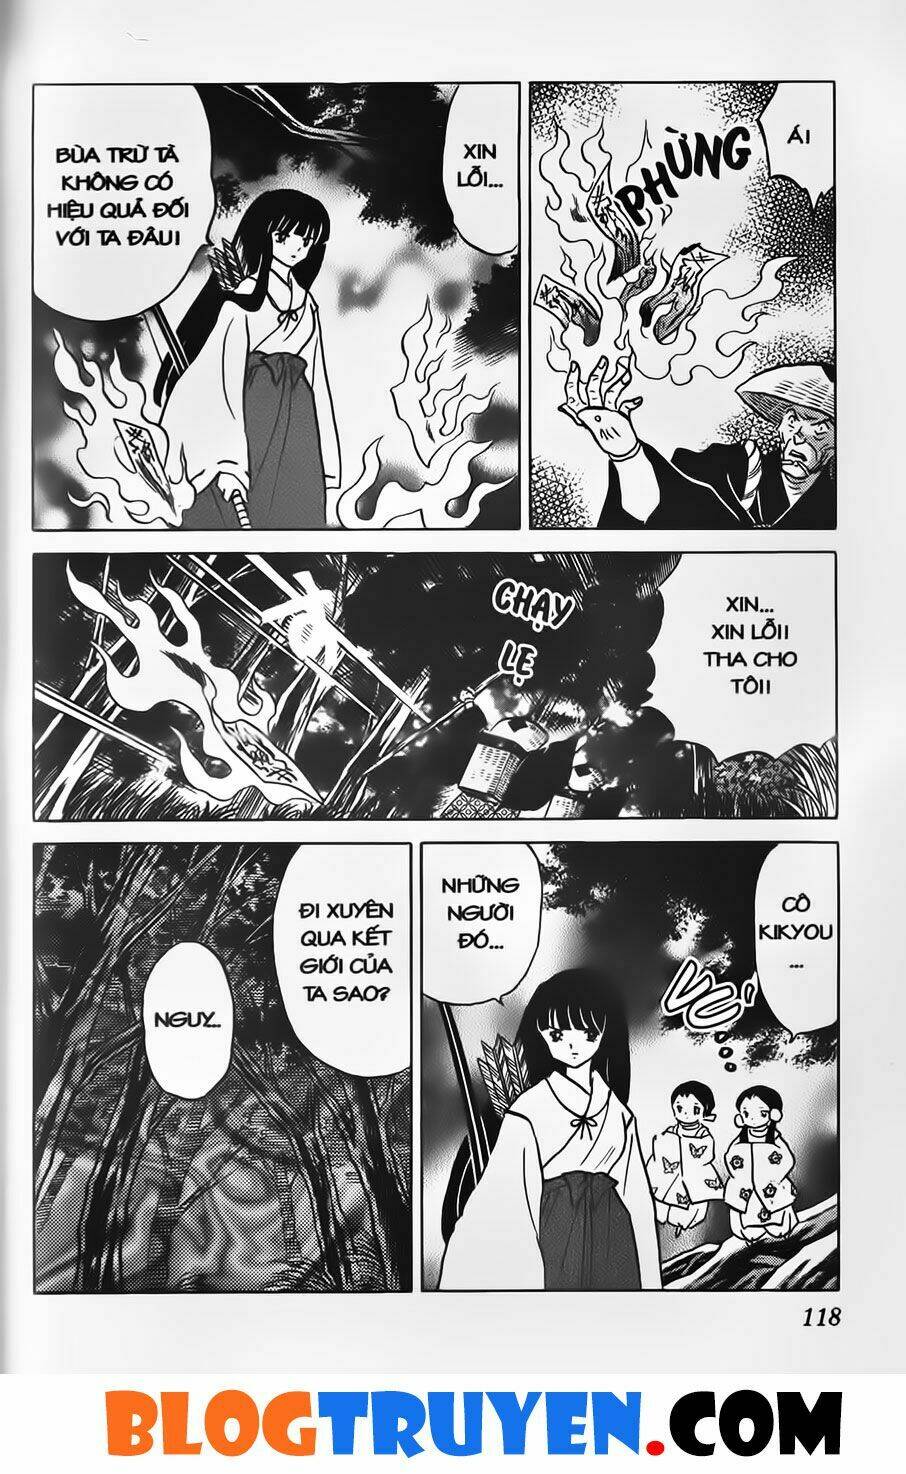 ÁI
PHỪNG
XIN
LỖI...
BÙA TRỪ TÀ
KHÔNG CÓ
HIỆU QUẢ ĐỐI
VỚI TA ĐÂU!
XIN...
XIN LỖI!
THA CHO
TÔI!
CHẠY
LẸ
CÔ
KIKYOU
...
VÙ
NHỮNG
NGƯỜI
ĐÓ...
ĐI XUYÊN
QUA KẾT
GIỚI CỦA
TA SAO?
NGUY...
118
BLOGTRUYEN.COM